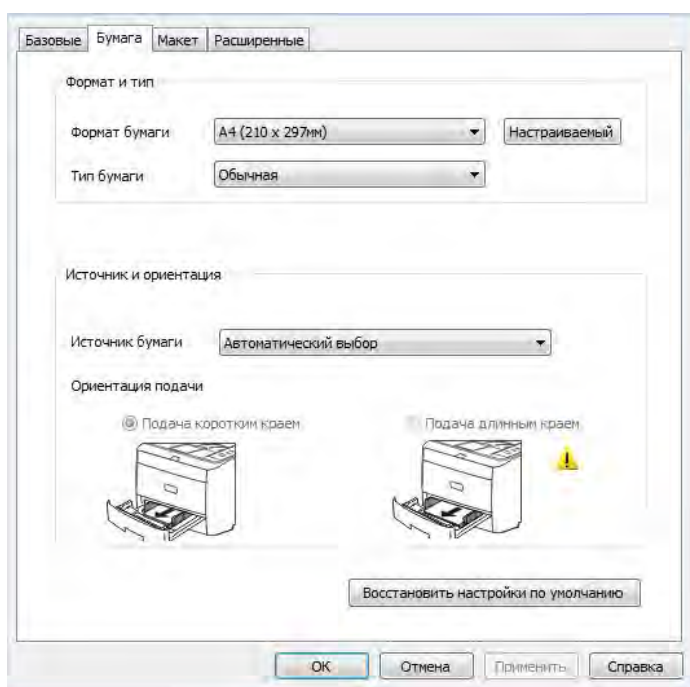 Базовые Бумага Макет Расширенные
Формат и тип
Формат бумаги A4 (210 x 297мм) Настраиваемый
Тип бумаги Обычная
Источник и ориентация
Источник бумаги Автоматический выбор
Ориентация подачи
Подача коротким краем Подача длинным краем
Восстановить настройки по умолчанию
OK Отмена Применить Справка